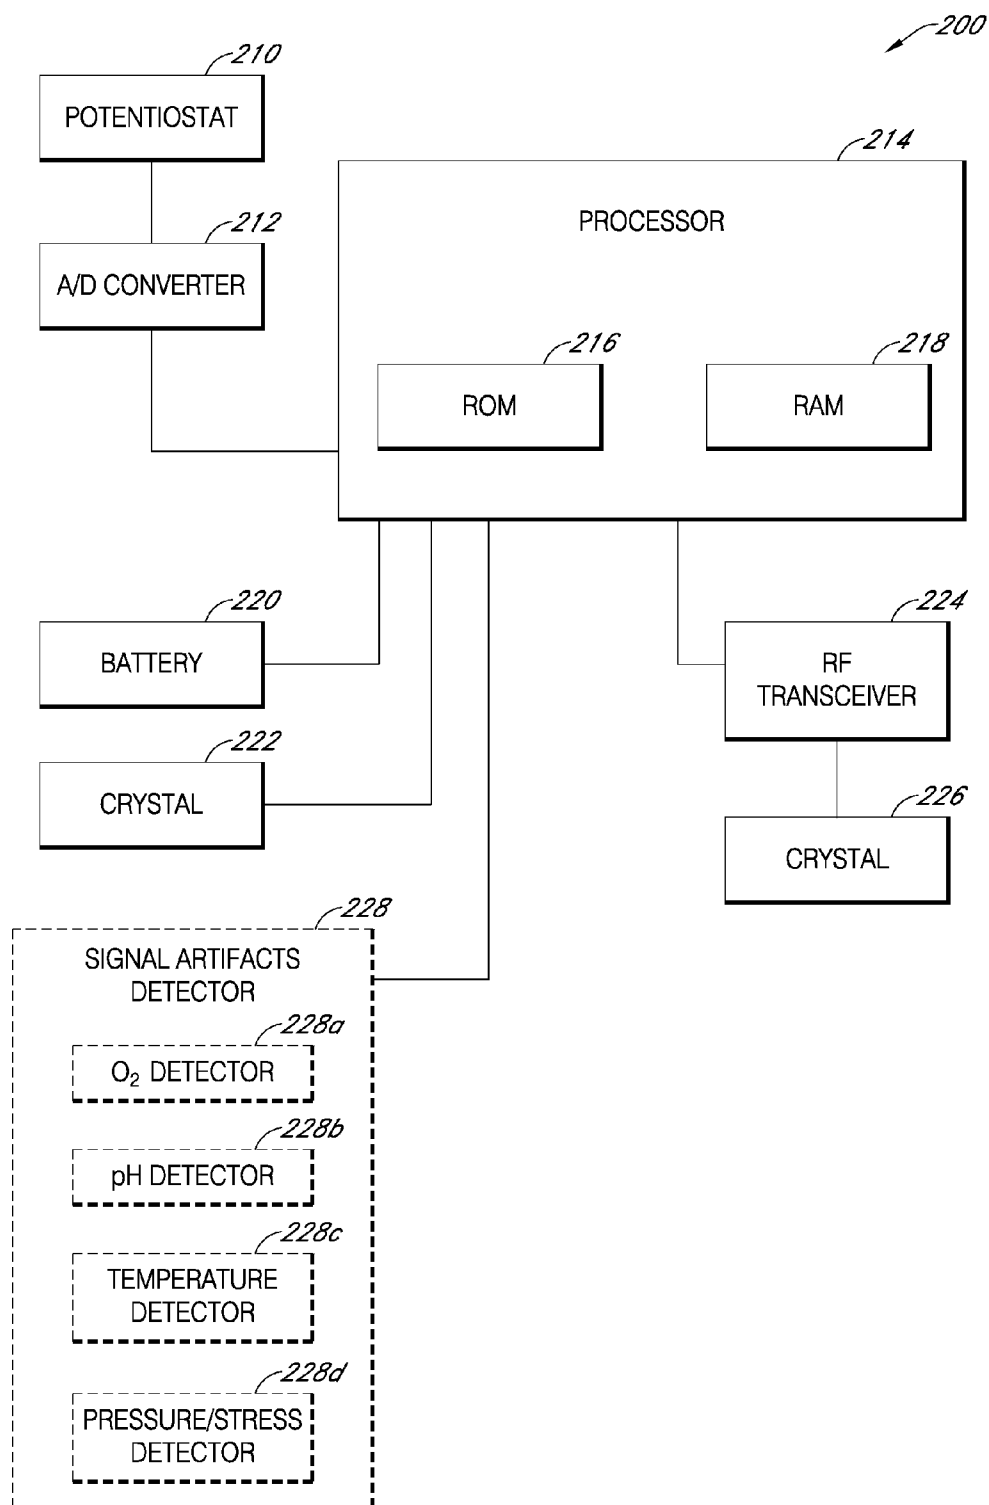 200
210
POTENTIOSTAT
214
PROCESSOR
212
A/D CONVERTER
216
ROM
218
RAM
220
BATTERY
224
RF
TRANSCEIVER
222
CRYSTAL
226
CRYSTAL
228
SIGNAL ARTIFACTS
DETECTOR
228a
O₂ DETECTOR
228b
pH DETECTOR
228c
TEMPERATURE
DETECTOR
228d
PRESSURE/STRESS
DETECTOR